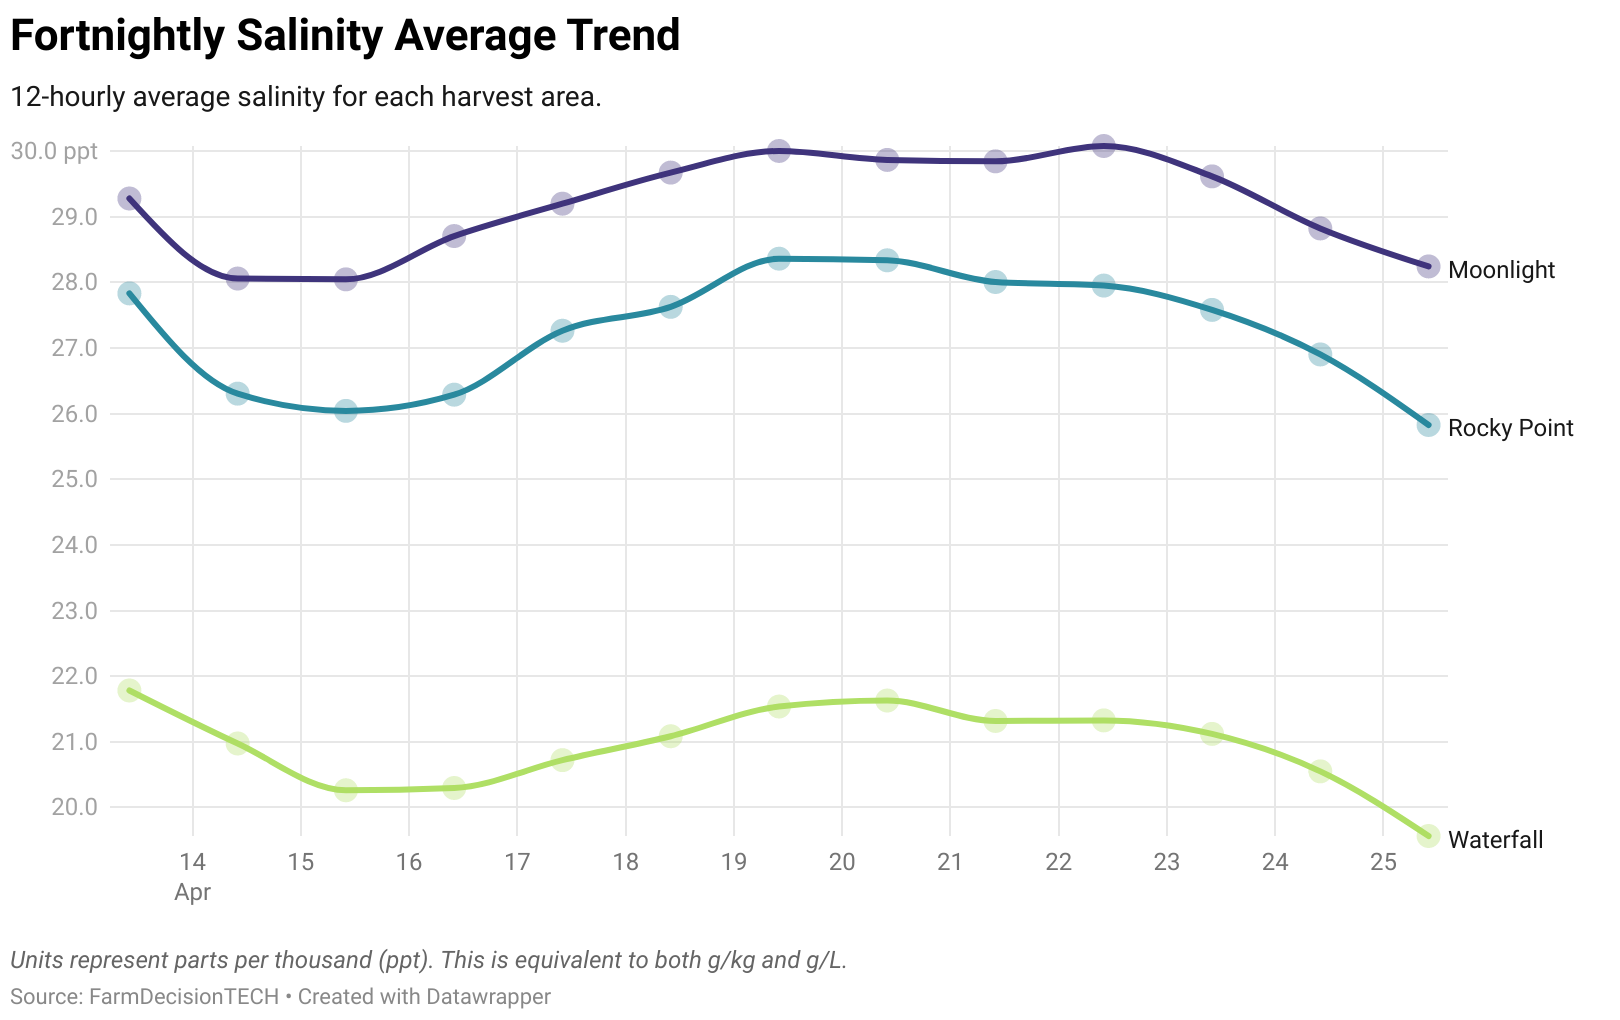 Fortnightly Salinity Average Trend
12-hourly average salinity for each harvest area.
30.0 ppt
29.0
28.0
27.0
26.0
25.0
24.0
23.0
22.0
21.0
20.0
Moonlight
Rocky Point
Waterfall
14 15 16 17 18 19 20 21 22 23 24 25
Apr
Units represent parts per thousand (ppt). This is equivalent to both g/kg and g/L.
Source: FarmDecisionTECH • Created with Datawrapper